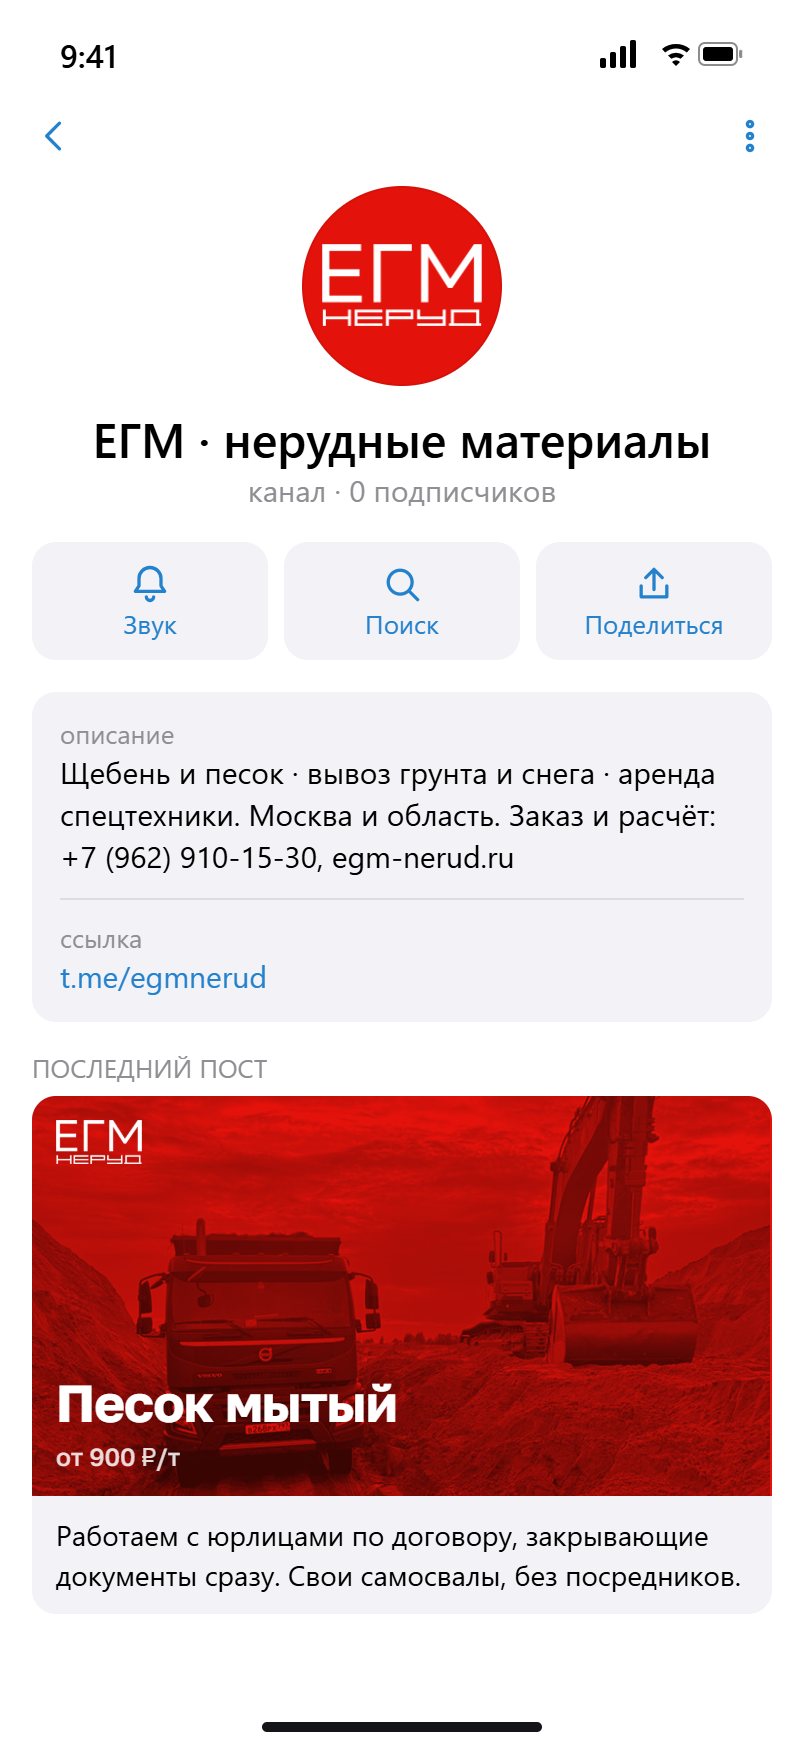 9:41
ЕГМ
НЕРУД
ЕГМ · нерудные материалы
канал · 0 подписчиков
Звук
Поиск
Поделиться
описание
Щебень и песок · вывоз грунта и снега · аренда
спецтехники. Москва и область. Заказ и расчёт:
+7 (962) 910-15-30, egm-nerud.ru
ссылка
t.me/egmnerud
ПОСЛЕДНИЙ ПОСТ
ЕГМ
НЕРУД
Песок мытый
от 900 ₽/т
Работаем с юрлицами по договору, закрывающие
документы сразу. Свои самосвалы, без посредников.